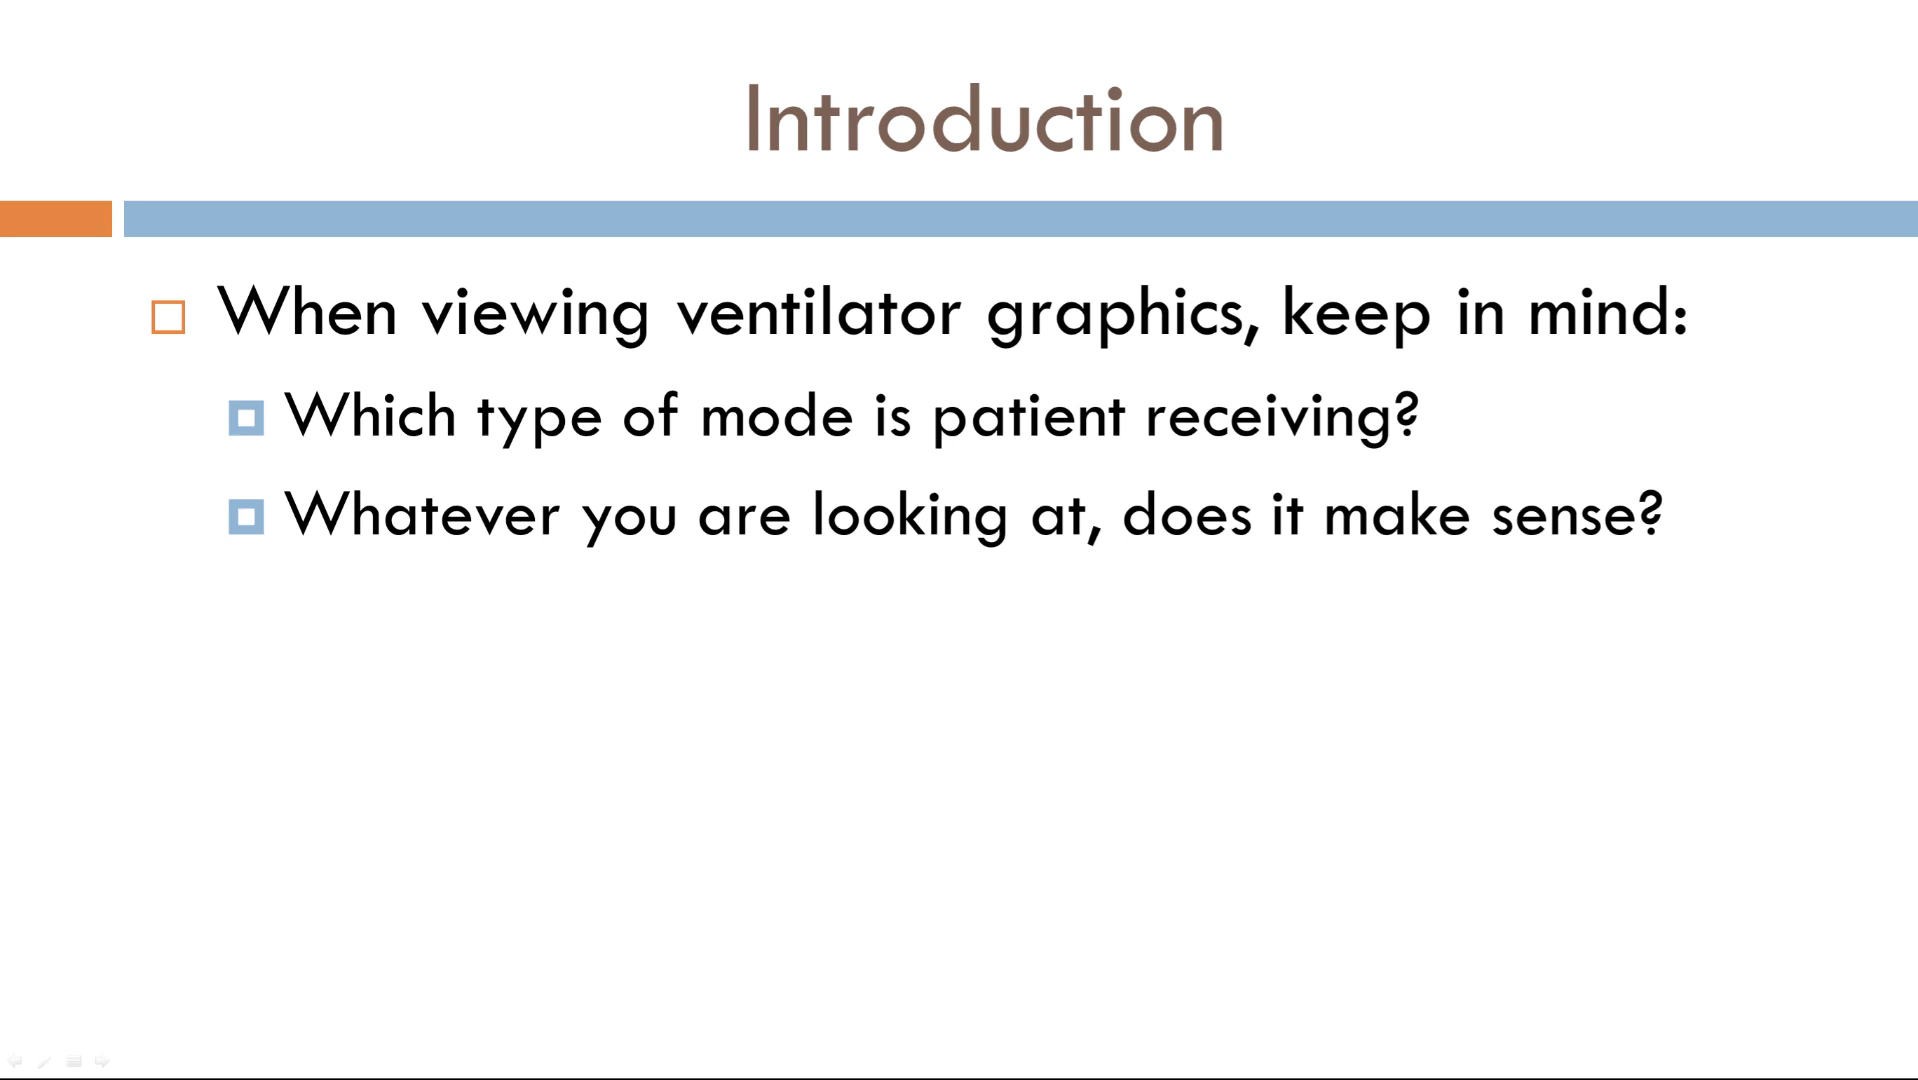 Introduction
When viewing ventilator graphics, keep in mind:
Which type of mode is patient receiving?
Whatever you are looking at, does it make sense?